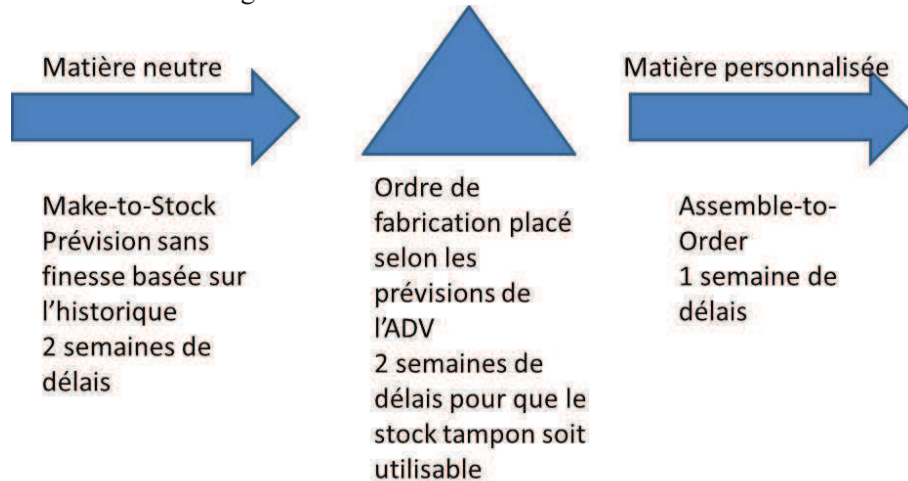 Matière neutre
Make-to-Stock
Prévision sans
finesse basée sur
l'historique
2 semaines de
délais
Ordre de
fabrication placé
selon les
prévisions de
l'ADV
2 semaines de
délais pour que le
stock tampon soit
utilisable
Matière personnalisée
Assemble-to-
Order
1 semaine de
délais